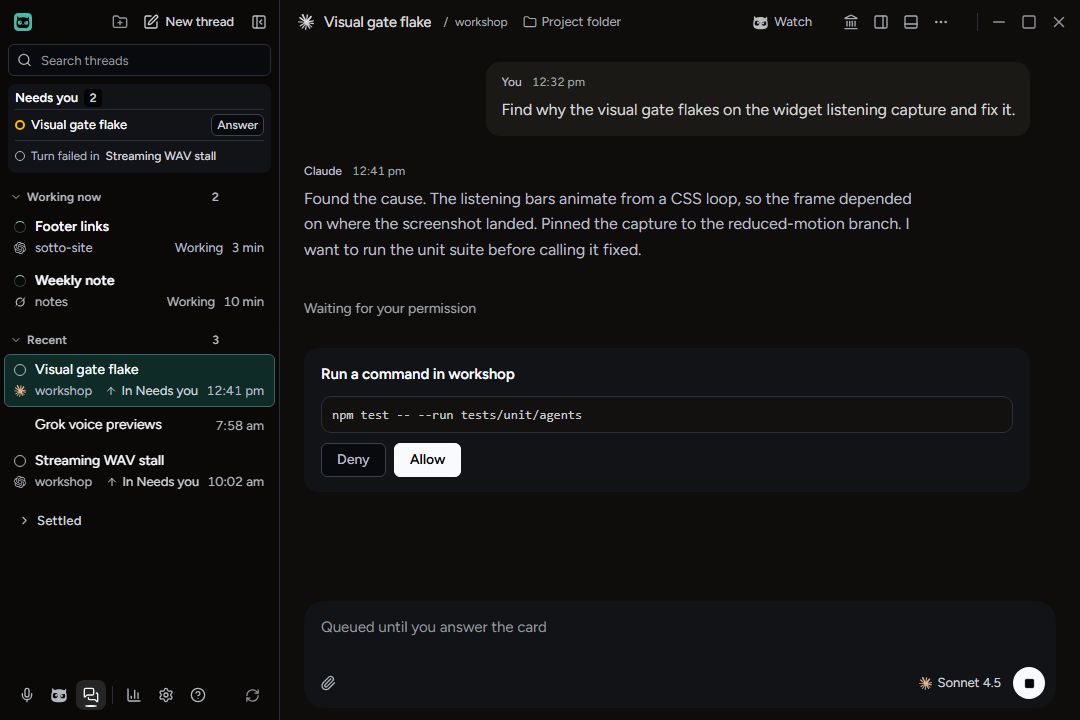 New thread
Search threads
Needs you 2
Visual gate flake Answer
Turn failed in Streaming WAV stall
Working now 2
Footer links
sotto-site Working 3 min
Weekly note
notes Working 10 min
Recent 3
Visual gate flake
workshop ↑ In Needs you 12:41 pm
Grok voice previews 7:58 am
Streaming WAV stall
workshop ↑ In Needs you 10:02 am
Settled
Visual gate flake / workshop Project folder Watch
You 12:32 pm
Find why the visual gate flakes on the widget listening capture and fix it.
Claude 12:41 pm
Found the cause. The listening bars animate from a CSS loop, so the frame depended
on where the screenshot landed. Pinned the capture to the reduced-motion branch. I
want to run the unit suite before calling it fixed.
Waiting for your permission
Run a command in workshop
npm test -- --run tests/unit/agents
Deny Allow
Queued until you answer the card
Sonnet 4.5